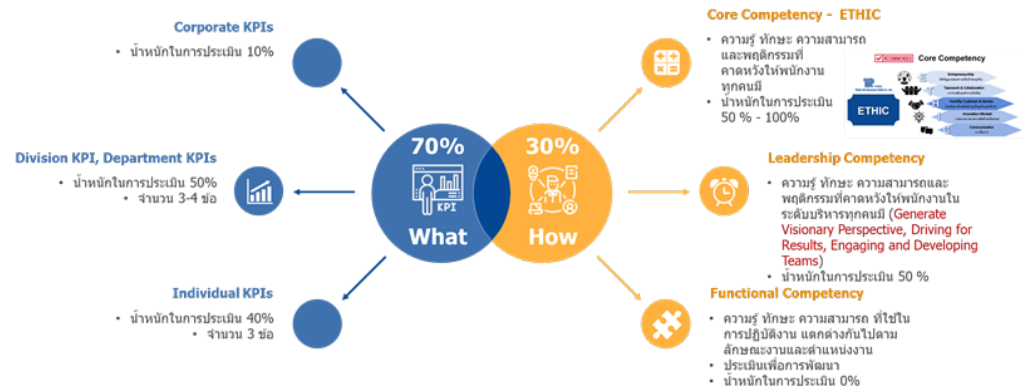 Corporate KPIs
• น้ำหนักในการประเมิน 10%
Division KPI, Department KPIs
• น้ำหนักในการประเมิน 50%
• จำนวน 3-4 ข้อ
Individual KPIs
• น้ำหนักในการประเมิน 40%
• จำนวน 3 ข้อ
70%
KPI
What
30%
How
Core Competency - ETHIC
• ความรู้ ทักษะ ความสามารถ
และพฤติกรรมที่
คาดหวังให้พนักงาน
ทุกคนมี
• น้ำหนักในการประเมิน
50 % - 100%
RECOMMENDED
Core Competency
ETHIC
Entrepreneurship
Teamwork & Collaboration
Innovation Mindset
Communication
Leadership Competency
• ความรู้ ทักษะ ความสามารถและ
พฤติกรรมที่คาดหวังให้พนักงานใน
ระดับบริหารทุกคนมี (Generate
Visionary Perspective, Driving for
Results, Engaging and Developing
Teams)
• น้ำหนักในการประเมิน 50 %
Functional Competency
• ความรู้ ทักษะ ความสามารถ ที่ใช้ใน
การปฏิบัติงาน แตกต่างกันไปตาม
ลักษณะงานและตำแหน่งงาน
• ประเมินเพื่อการพัฒนา
• น้ำหนักในการประเมิน 0%